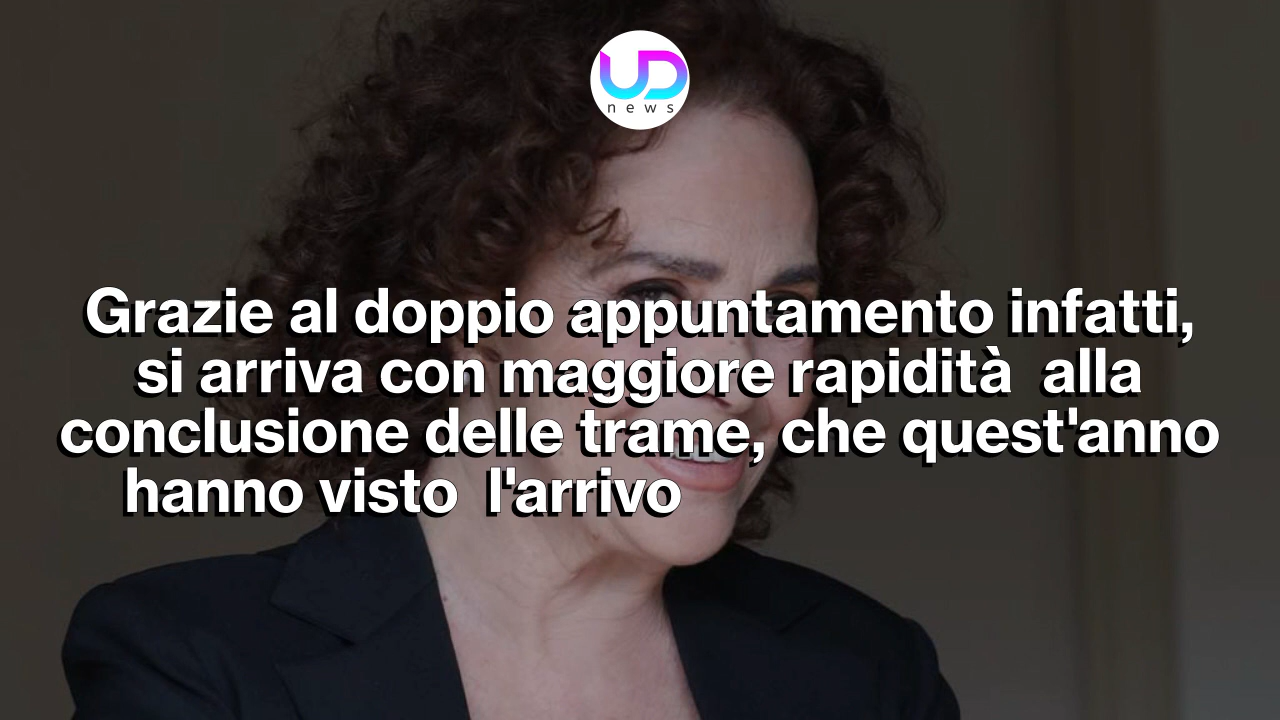 UD
news
Grazie al doppio appuntamento infatti,
si arriva con maggiore rapidità alla
conclusione delle trame, che quest'anno
hanno visto l'arrivo